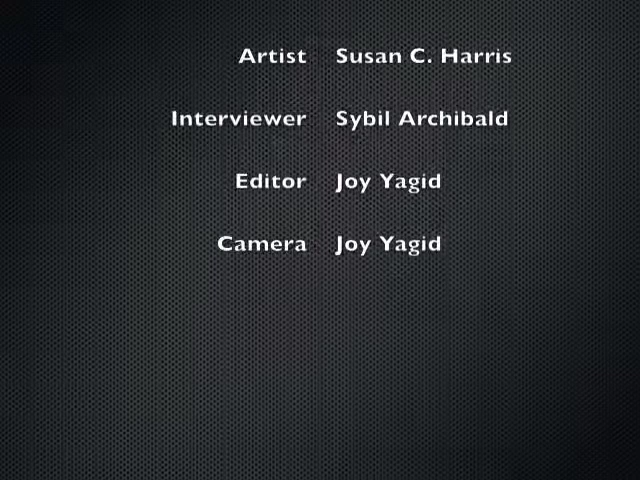 Artist Susan C. Harris
Interviewer Sybil Archibald
Editor Joy Yagid
Camera Joy Yagid